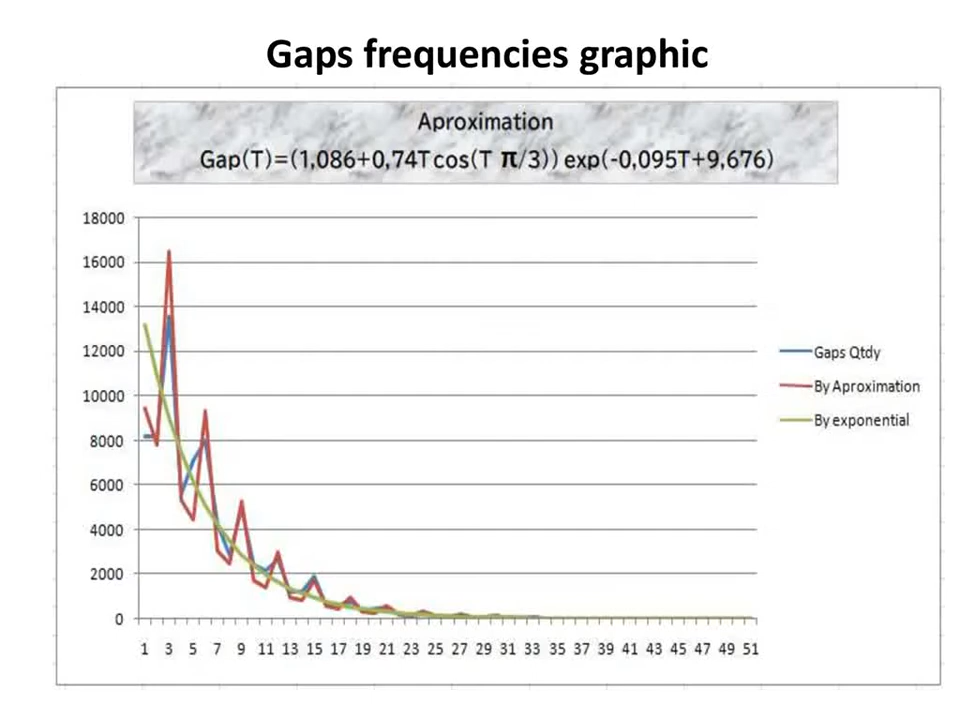 Gaps frequencies graphic
Aproximation
Gap(T)=(1,086+0,74T cos(T π/3)) exp(-0,095T+9,676)
18000
16000
14000
12000
10000
8000
6000
4000
2000
0
1 3 5 7 9 11 13 15 17 19 21 23 25 27 29 31 33 35 37 39 41 43 45 47 49 51
Gaps Qtdy
By Aproximation
By exponential